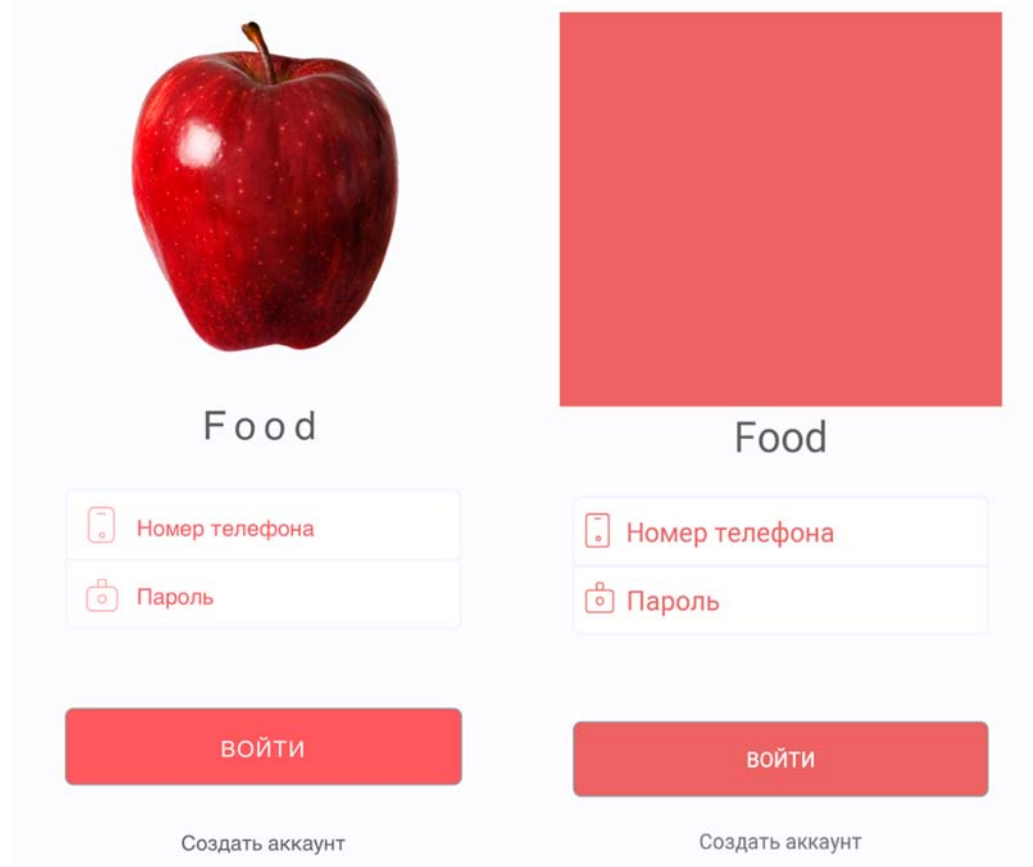 Food
Номер телефона
Пароль
ВОЙТИ
Создать аккаунт
Food
Номер телефона
Пароль
ВОЙТИ
Создать аккаунт